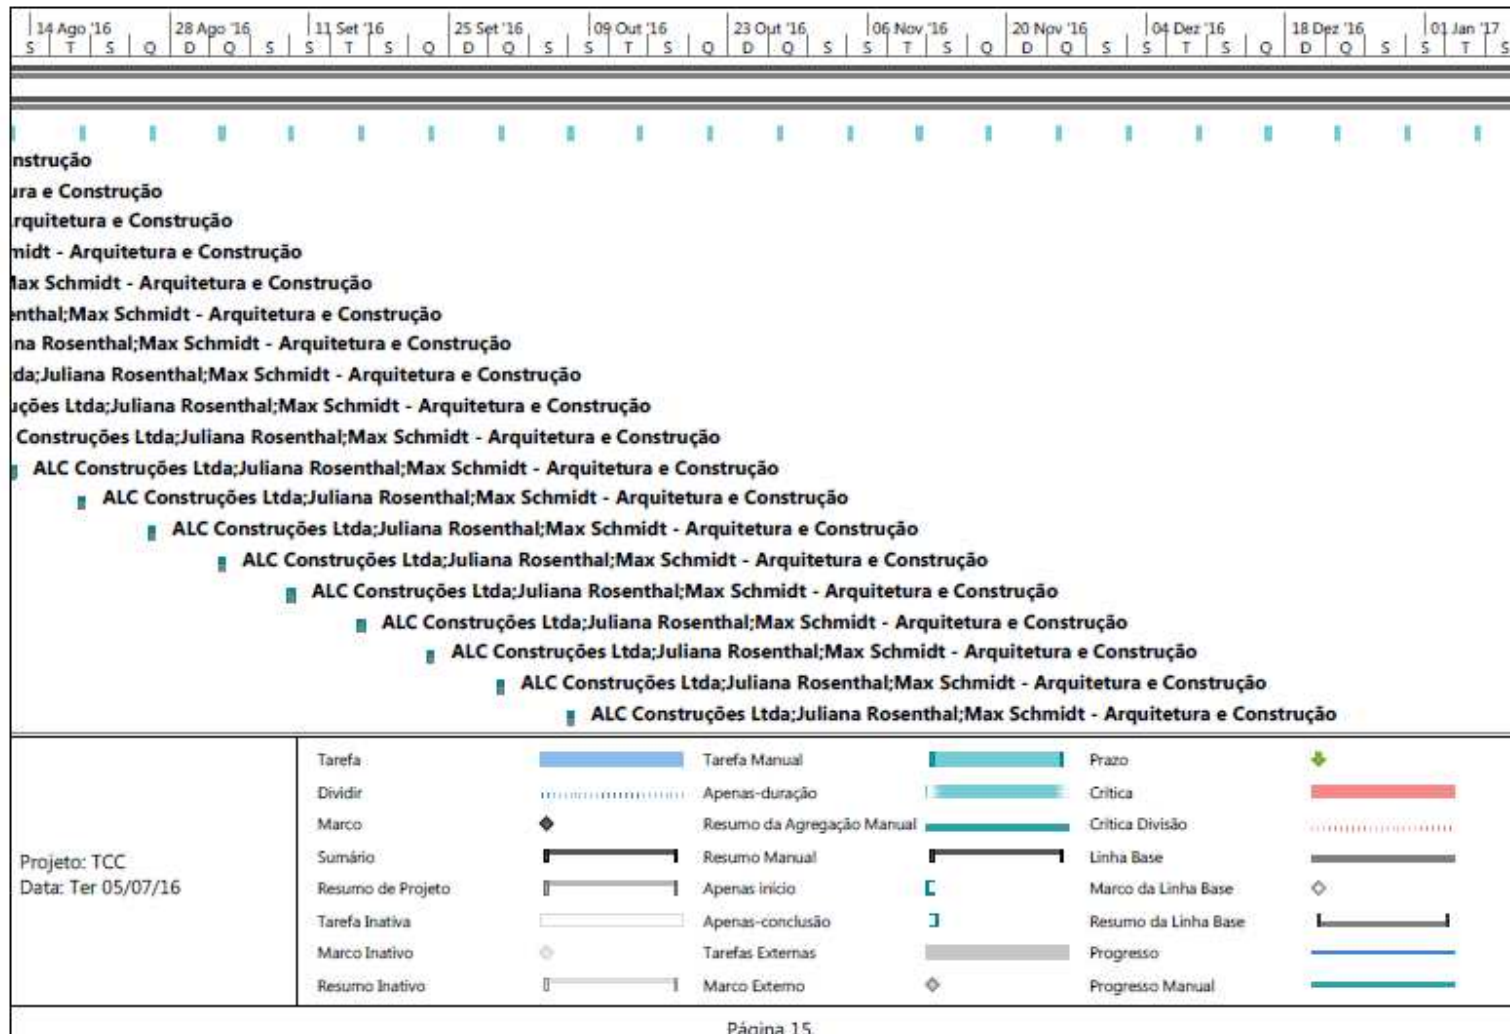 14 Ago '16 28 Ago '16 11 Set '16 25 Set '16 09 Out '16 23 Out '16 06 Nov '16 20 Nov '16 04 Dez '16 18 Dez '16 01 Jan '17
S T S Q D Q S S T S Q D Q S S T S Q D Q S S T S Q D Q S S T S Q D Q S S T S
nstrução
ura e Construção
rquitetura e Construção
midt - Arquitetura e Construção
Max Schmidt - Arquitetura e Construção
enthal;Max Schmidt - Arquitetura e Construção
na Rosenthal;Max Schmidt - Arquitetura e Construção
da;Juliana Rosenthal;Max Schmidt - Arquitetura e Construção
uções Ltda;Juliana Rosenthal;Max Schmidt - Arquitetura e Construção
Construções Ltda;Juliana Rosenthal;Max Schmidt - Arquitetura e Construção
ALC Construções Ltda;Juliana Rosenthal;Max Schmidt - Arquitetura e Construção
ALC Construções Ltda;Juliana Rosenthal;Max Schmidt - Arquitetura e Construção
ALC Construções Ltda;Juliana Rosenthal;Max Schmidt - Arquitetura e Construção
ALC Construções Ltda;Juliana Rosenthal;Max Schmidt - Arquitetura e Construção
ALC Construções Ltda;Juliana Rosenthal;Max Schmidt - Arquitetura e Construção
ALC Construções Ltda;Juliana Rosenthal;Max Schmidt - Arquitetura e Construção
ALC Construções Ltda;Juliana Rosenthal;Max Schmidt - Arquitetura e Construção
ALC Construções Ltda;Juliana Rosenthal;Max Schmidt - Arquitetura e Construção
ALC Construções Ltda;Juliana Rosenthal;Max Schmidt - Arquitetura e Construção
Projeto: TCC
Data: Ter 05/07/16
Tarefa
Dividir
Marco
Sumário
Resumo de Projeto
Tarefa Inativa
Marco Inativo
Resumo Inativo
Tarefa Manual
Apenas-duração
Resumo da Agregação Manual
Resumo Manual
Apenas início
Apenas-conclusão
Tarefas Externas
Marco Externo
Prazo
Crítica
Crítica Divisão
Linha Base
Marco da Linha Base
Resumo da Linha Base
Progresso
Progresso Manual
Página 15